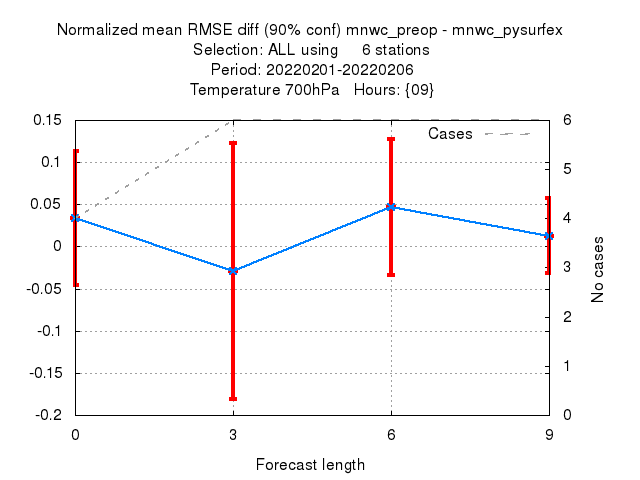 Normalized mean RMSE diff (90% conf) mnwc_preop - mnwc_pysurfex
Selection: ALL using     6 stations
Period: 20220201-20220206
Temperature 700hPa   Hours: {09}
Cases
0.15
0.1
0.05
0
-0.05
-0.1
-0.15
-0.2
6
5
4
3
2
1
0
No cases
0 3 6 9
Forecast length